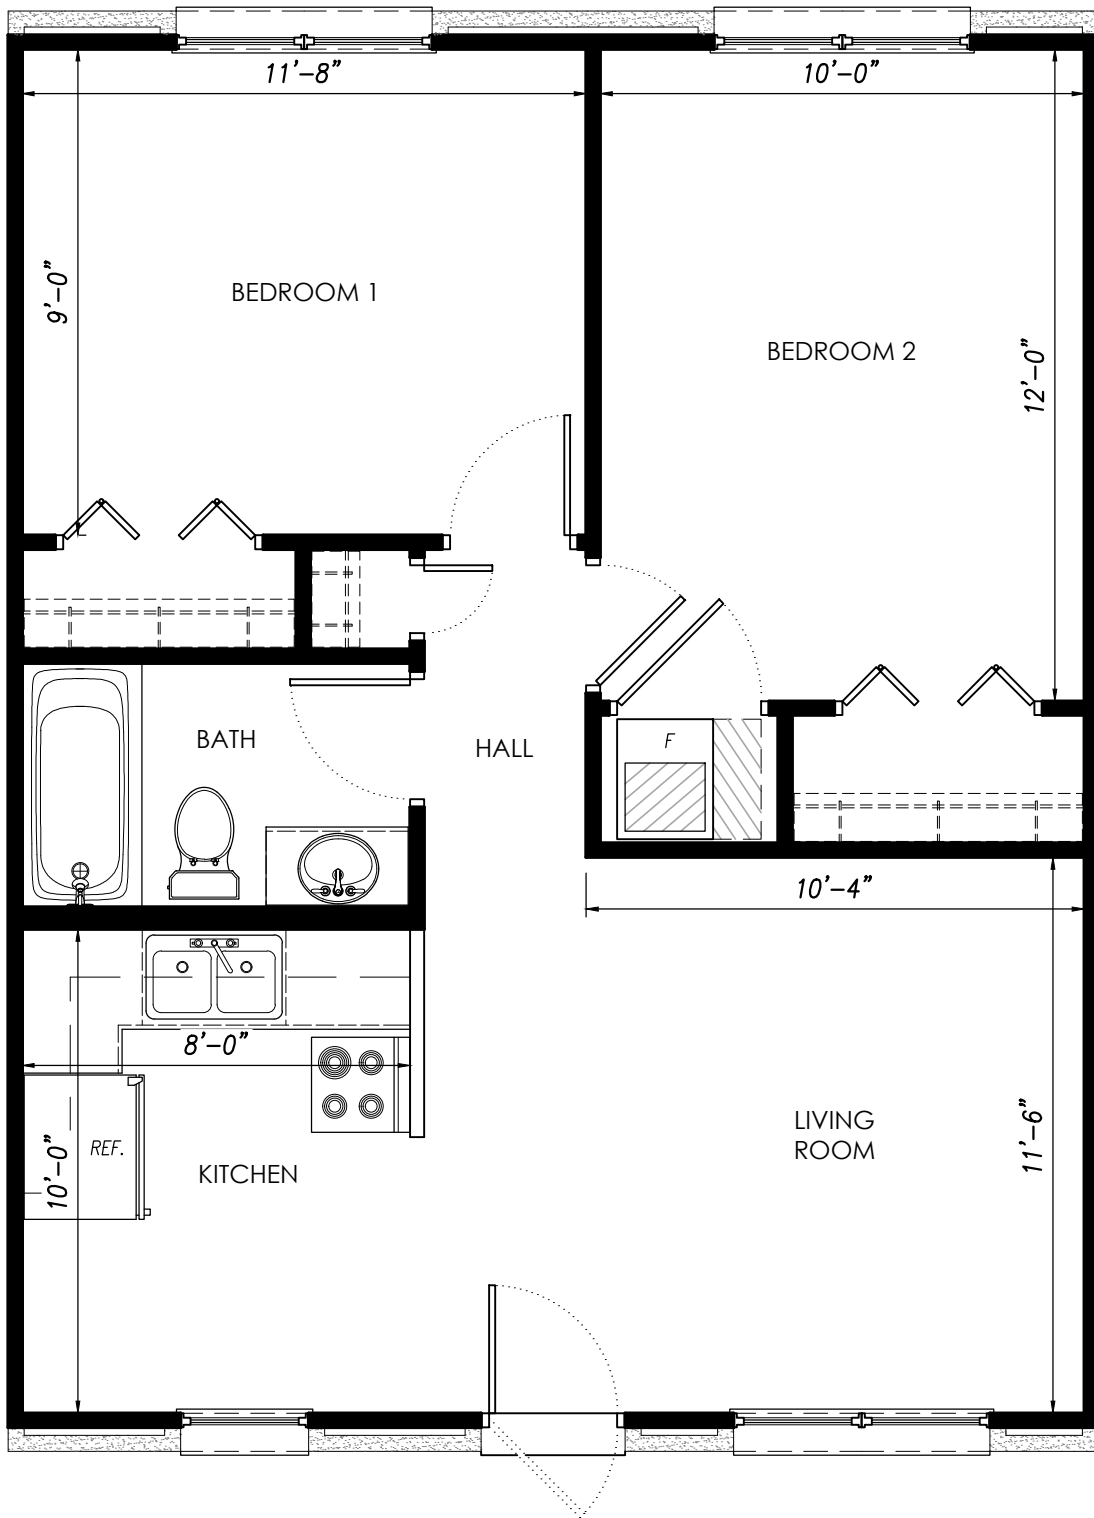 11'-8"
10'-0"
9'-0"
BEDROOM 1
BEDROOM 2
12'-0"
BATH
HALL
F
10'-4"
8'-0"
10'-0"
REF.
KITCHEN
LIVING
ROOM
11'-6"